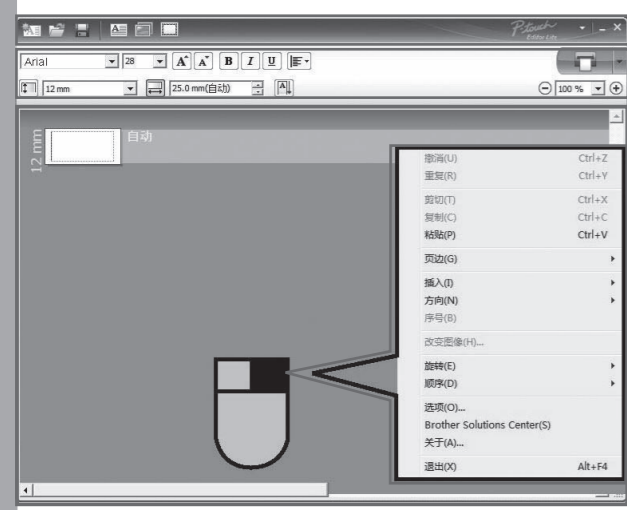 P-touch
Editor Lite
Arial 28 A A B I U
12 mm 25.0 mm(自动) A 100 %
12 mm
自动
撤消(U) Ctrl+Z
重复(R) Ctrl+Y
剪切(T) Ctrl+X
复制(C) Ctrl+C
粘贴(P) Ctrl+V
页边(G)
插入(I)
方向(N)
序号(B)
改变图像(H)...
旋转(E)
顺序(D)
选项(O)...
Brother Solutions Center(S)
关于(A)...
退出(X) Alt+F4